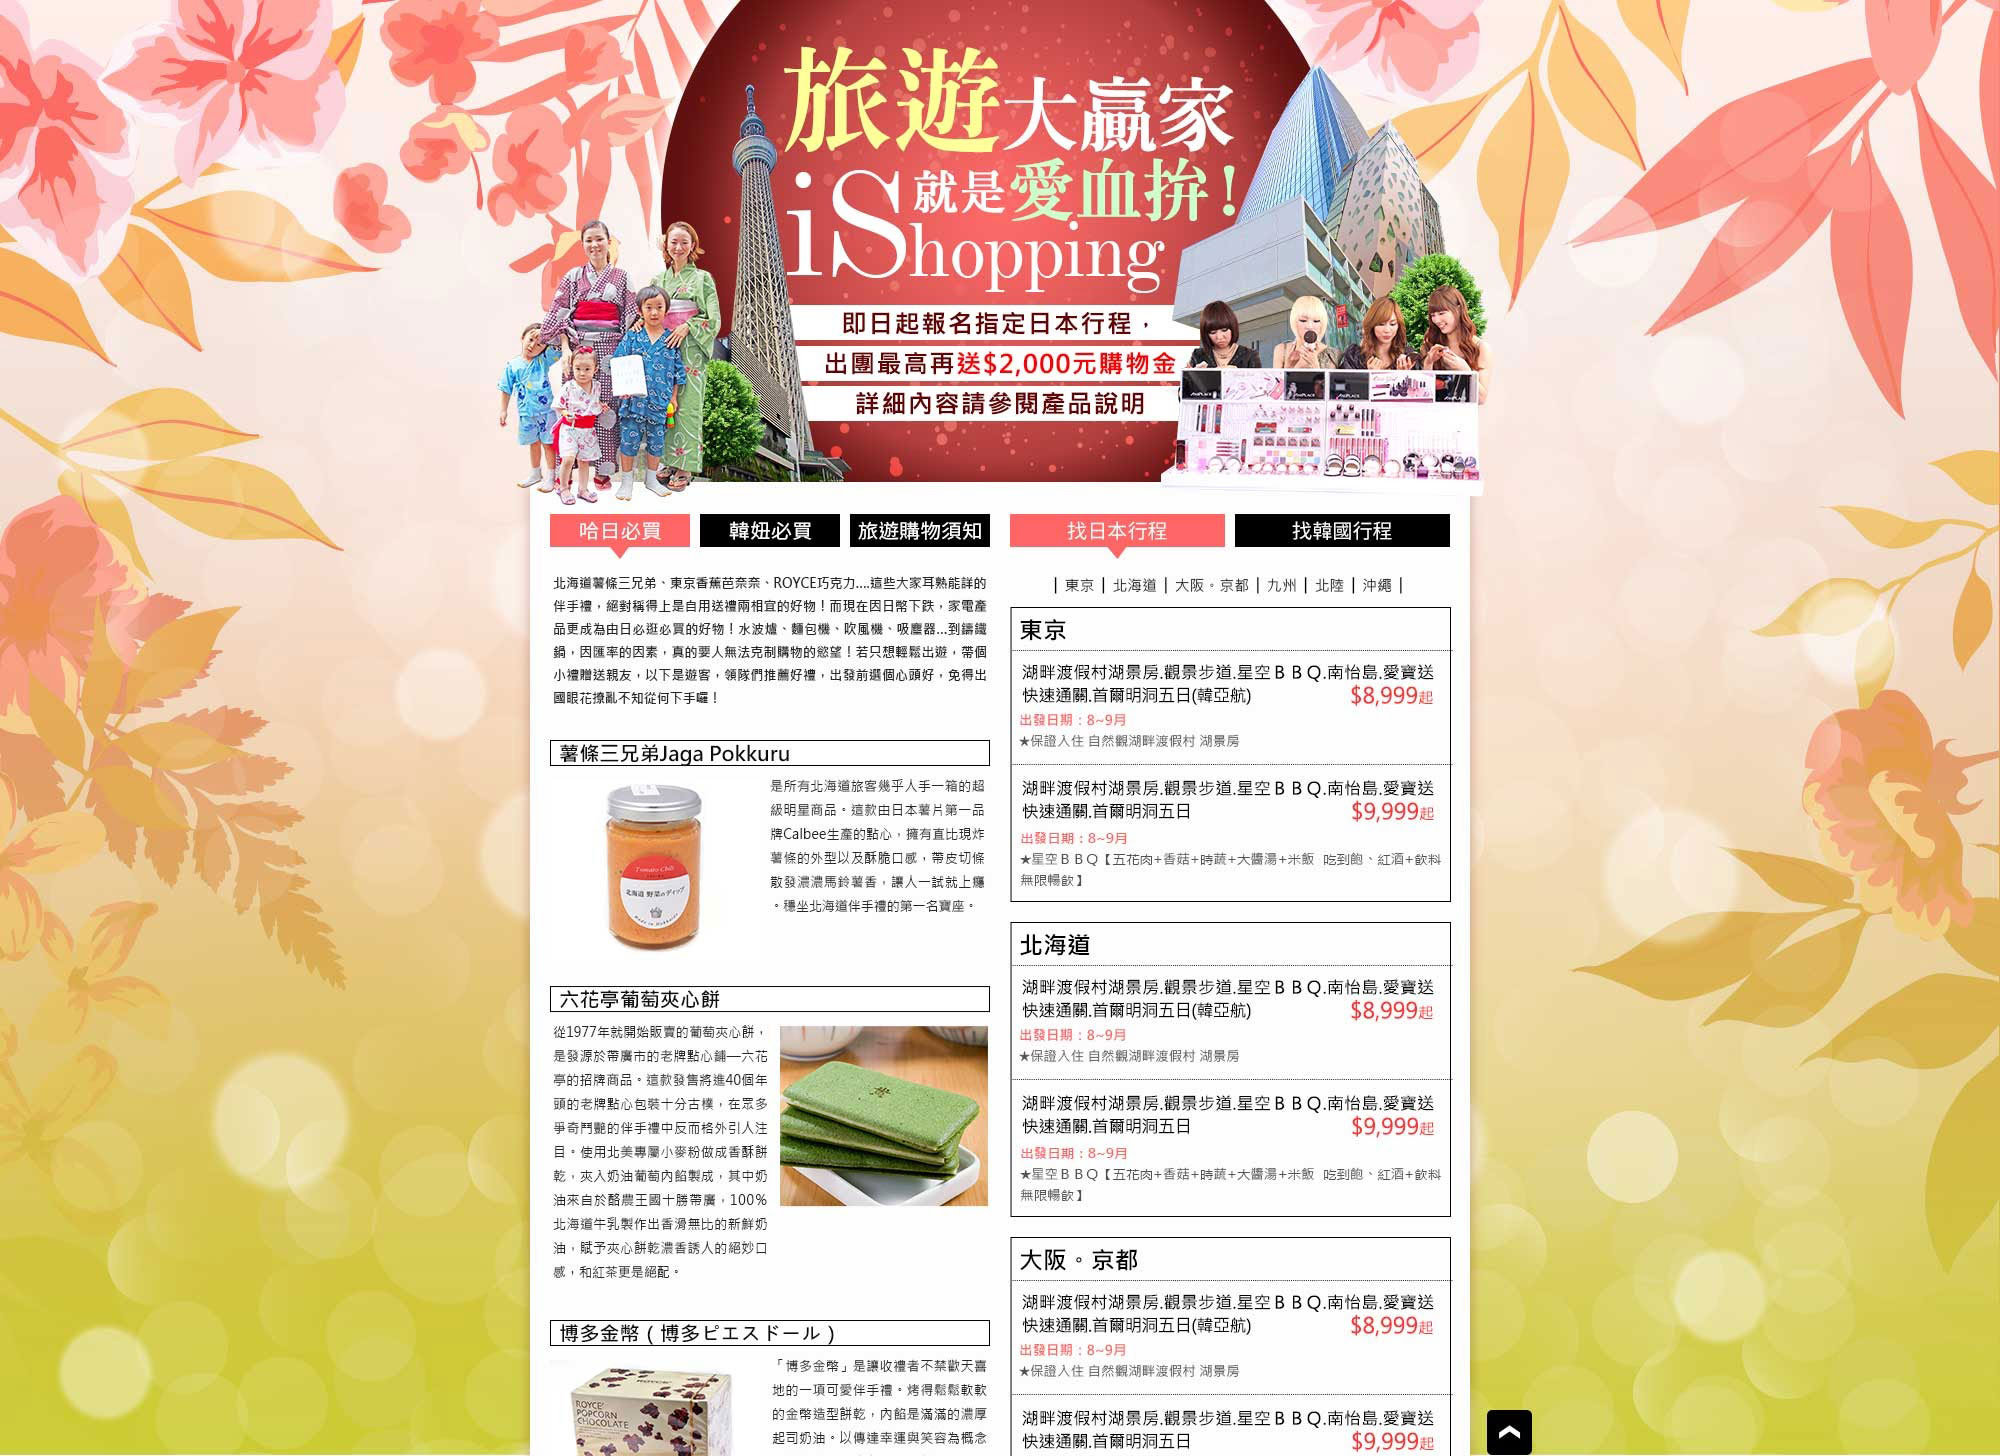 旅遊大贏家
就是愛血拚!
iShopping
即日起報名指定日本行程，
出團最高再送$2,000元購物金
詳細內容請參閱產品說明
哈日必買
韓妞必買
旅遊購物須知
北海道薯條三兄弟、東京香蕉芭奈奈、ROYCE巧克力....這些大家耳熟能詳的
伴手禮，絕對稱得上是自用送禮兩相宜的好物！而現在因日幣下跌，家電產
品更成為由日必逛必買的好物！水波爐、麵包機、吹風機、吸塵器...到鑄鐵
鍋，因匯率的因素，真的要人無法克制購物的慾望！若只想輕鬆出遊，帶個
小禮贈送親友，以下是遊客，領隊們推薦好禮，出發前選個心頭好，免得出
國眼花撩亂不知從何下手囉！
薯條三兄弟Jaga Pokkuru
是所有北海道旅客幾乎人手一箱的超
級明星商品。這款由日本薯片第一品
牌Calbee生產的點心，擁有直比現炸
薯條的外型以及酥脆口感，帶皮切條
散發濃濃馬鈴薯香，讓人一試就上癮
。穩坐北海道伴手禮的第一名寶座。
Tomato Chili
北海道 野菜のディップ
六花亭葡萄夾心餅
從1977年就開始販賣的葡萄夾心餅，
是發源於帶廣市的老牌點心鋪—六花
亭的招牌商品。這款發售將進40個年
頭的老牌點心包裝十分古樸，在眾多
爭奇鬥艷的伴手禮中反而格外引人注
目。使用北美專屬小麥粉做成香酥餅
乾，夾入奶油葡萄內餡製成，其中奶
油來自於酪農王國十勝帶廣，100%
北海道牛乳製作出香滑無比的新鮮奶
油，賦予夾心餅乾濃香誘人的絕妙口
感，和紅茶更是絕配。
博多金幣（博多ピエスドール）
ROYCE'
POPCORN
CHOCOLATE
「博多金幣」是讓收禮者不禁歡天喜
地的一項可愛伴手禮。烤得鬆鬆軟軟
的金幣造型餅乾，內餡是滿滿的濃厚
起司奶油。以傳達幸運與笑容為概念
找日本行程
找韓國行程
| 東京 | 北海道 | 大阪。京都 | 九州 | 北陸 | 沖繩 |
東京
湖畔渡假村湖景房.觀景步道.星空ＢＢＱ.南怡島.愛寶送
快速通關.首爾明洞五日(韓亞航) $8,999起
出發日期：8~9月
★保證入住 自然觀湖畔渡假村 湖景房
湖畔渡假村湖景房.觀景步道.星空ＢＢＱ.南怡島.愛寶送
快速通關.首爾明洞五日 $9,999起
出發日期：8~9月
★星空ＢＢＱ【五花肉+香菇+時蔬+大醬湯+米飯 吃到飽、紅酒+飲料
無限暢飲】
北海道
湖畔渡假村湖景房.觀景步道.星空ＢＢＱ.南怡島.愛寶送
快速通關.首爾明洞五日(韓亞航) $8,999起
出發日期：8~9月
★保證入住 自然觀湖畔渡假村 湖景房
湖畔渡假村湖景房.觀景步道.星空ＢＢＱ.南怡島.愛寶送
快速通關.首爾明洞五日 $9,999起
出發日期：8~9月
★星空ＢＢＱ【五花肉+香菇+時蔬+大醬湯+米飯 吃到飽、紅酒+飲料
無限暢飲】
大阪。京都
湖畔渡假村湖景房.觀景步道.星空ＢＢＱ.南怡島.愛寶送
快速通關.首爾明洞五日(韓亞航) $8,999起
出發日期：8~9月
★保證入住 自然觀湖畔渡假村 湖景房
湖畔渡假村湖景房.觀景步道.星空ＢＢＱ.南怡島.愛寶送
快速通關.首爾明洞五日 $9,999起